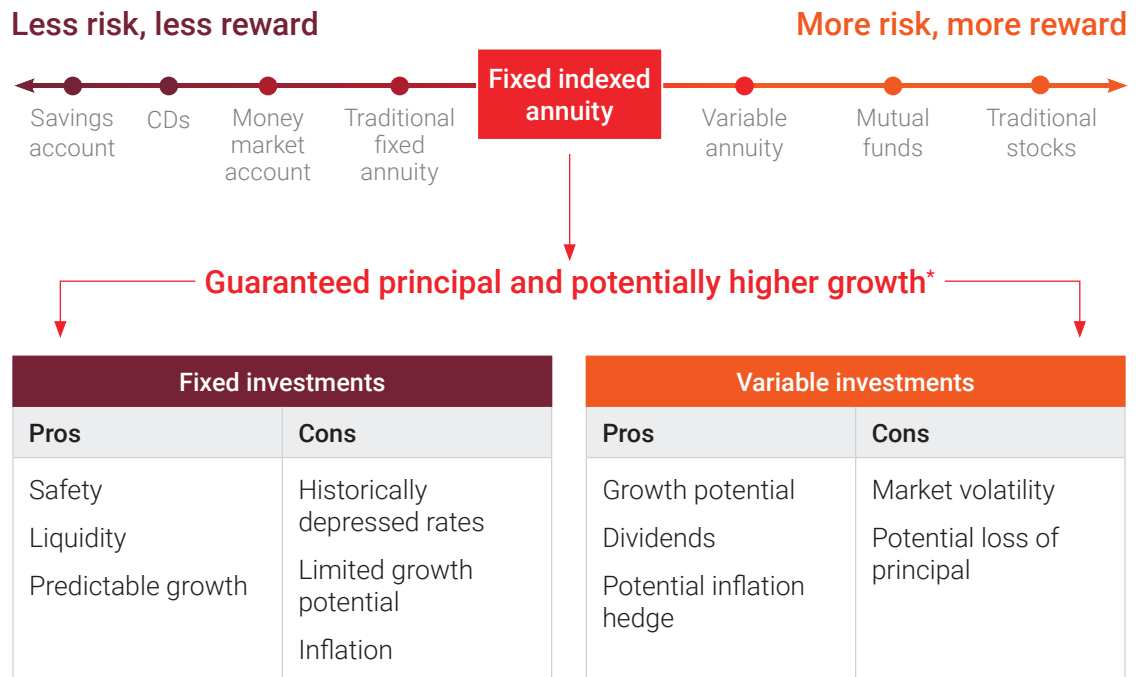 Less risk, less reward
More risk, more reward
Fixed indexed
annuity
Savings
account
CDs
Money
market
account
Traditional
fixed
annuity
Variable
annuity
Mutual
funds
Traditional
stocks
Guaranteed principal and potentially higher growth*
Fixed investments
Pros
Cons
Safety
Liquidity
Predictable growth
Historically
depressed rates
Limited growth
potential
Inflation
Variable investments
Pros
Cons
Growth potential
Dividends
Potential inflation
hedge
Market volatility
Potential loss of
principal